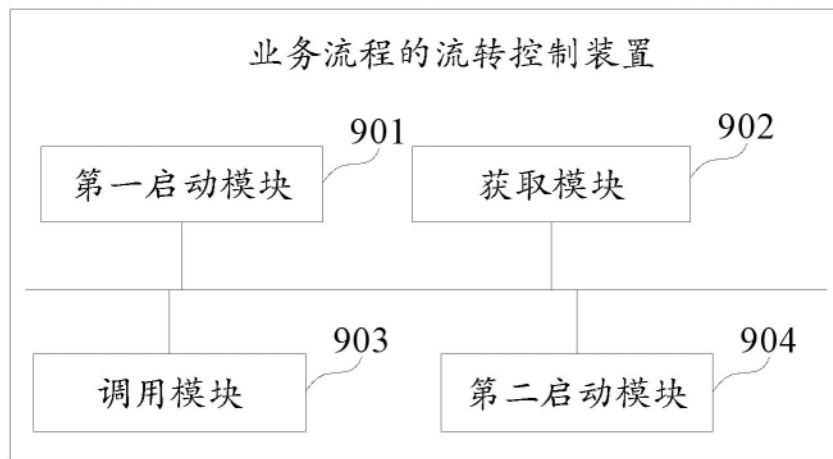 业务流程的流转控制装置
901
902
第一启动模块
获取模块
903
904
调用模块
第二启动模块